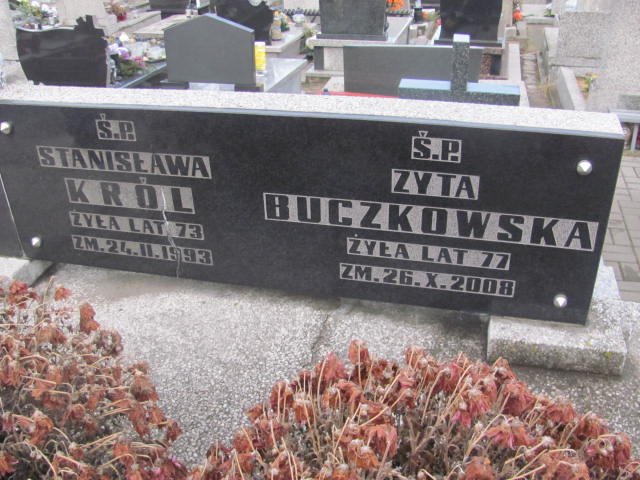 Ś.P.
STANISŁAWA
KRÓL
ŻYŁA LAT 73
ZM. 24.II.1993
Ś.P.
ZYTA
BUCZKOWSKA
ŻYŁA LAT 77
ZM. 26.X.2008